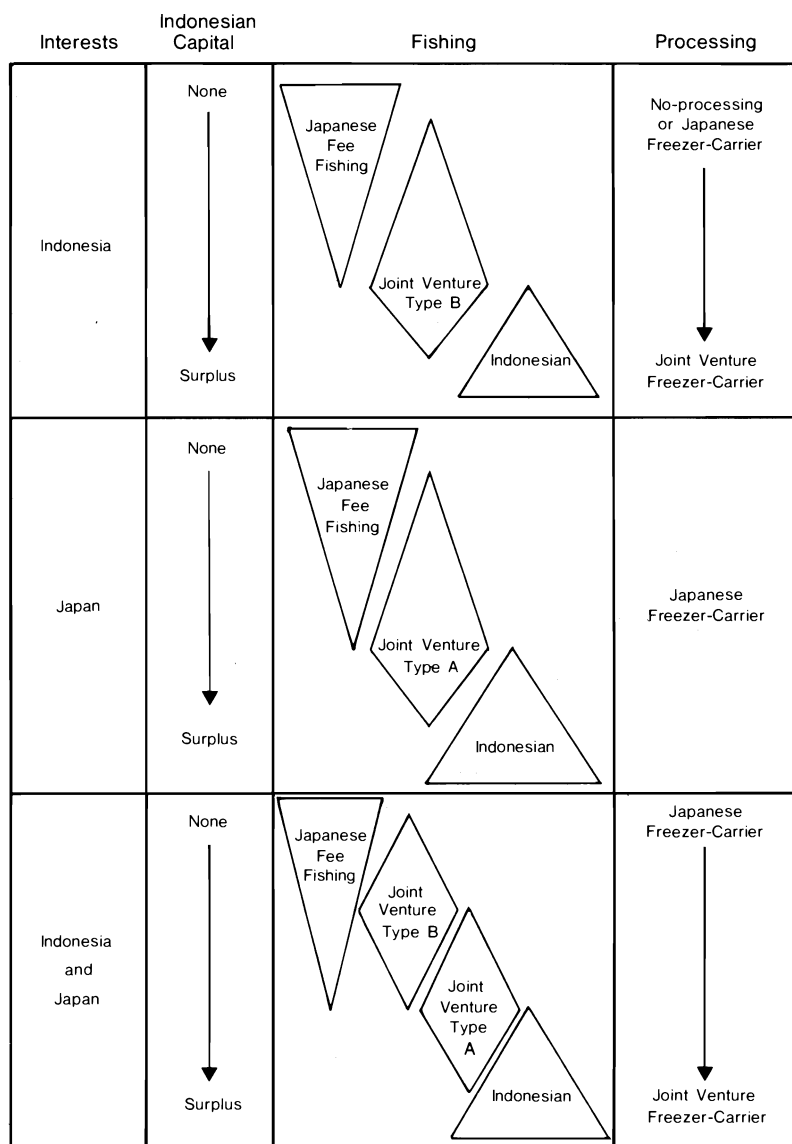 Interests
Indonesian
Capital
Fishing
Processing
Indonesia
None
Surplus
Japanese
Fee
Fishing
Joint Venture
Type B
Indonesian
No-processing
or Japanese
Freezer-Carrier
Joint Venture
Freezer-Carrier
Japan
None
Surplus
Japanese
Fee
Fishing
Joint Venture
Type A
Indonesian
Japanese
Freezer-Carrier
Indonesia
and
Japan
None
Surplus
Japanese
Fee
Fishing
Joint
Venture
Type B
Joint
Venture
Type
A
Indonesian
Japanese
Freezer-Carrier
Joint Venture
Freezer-Carrier